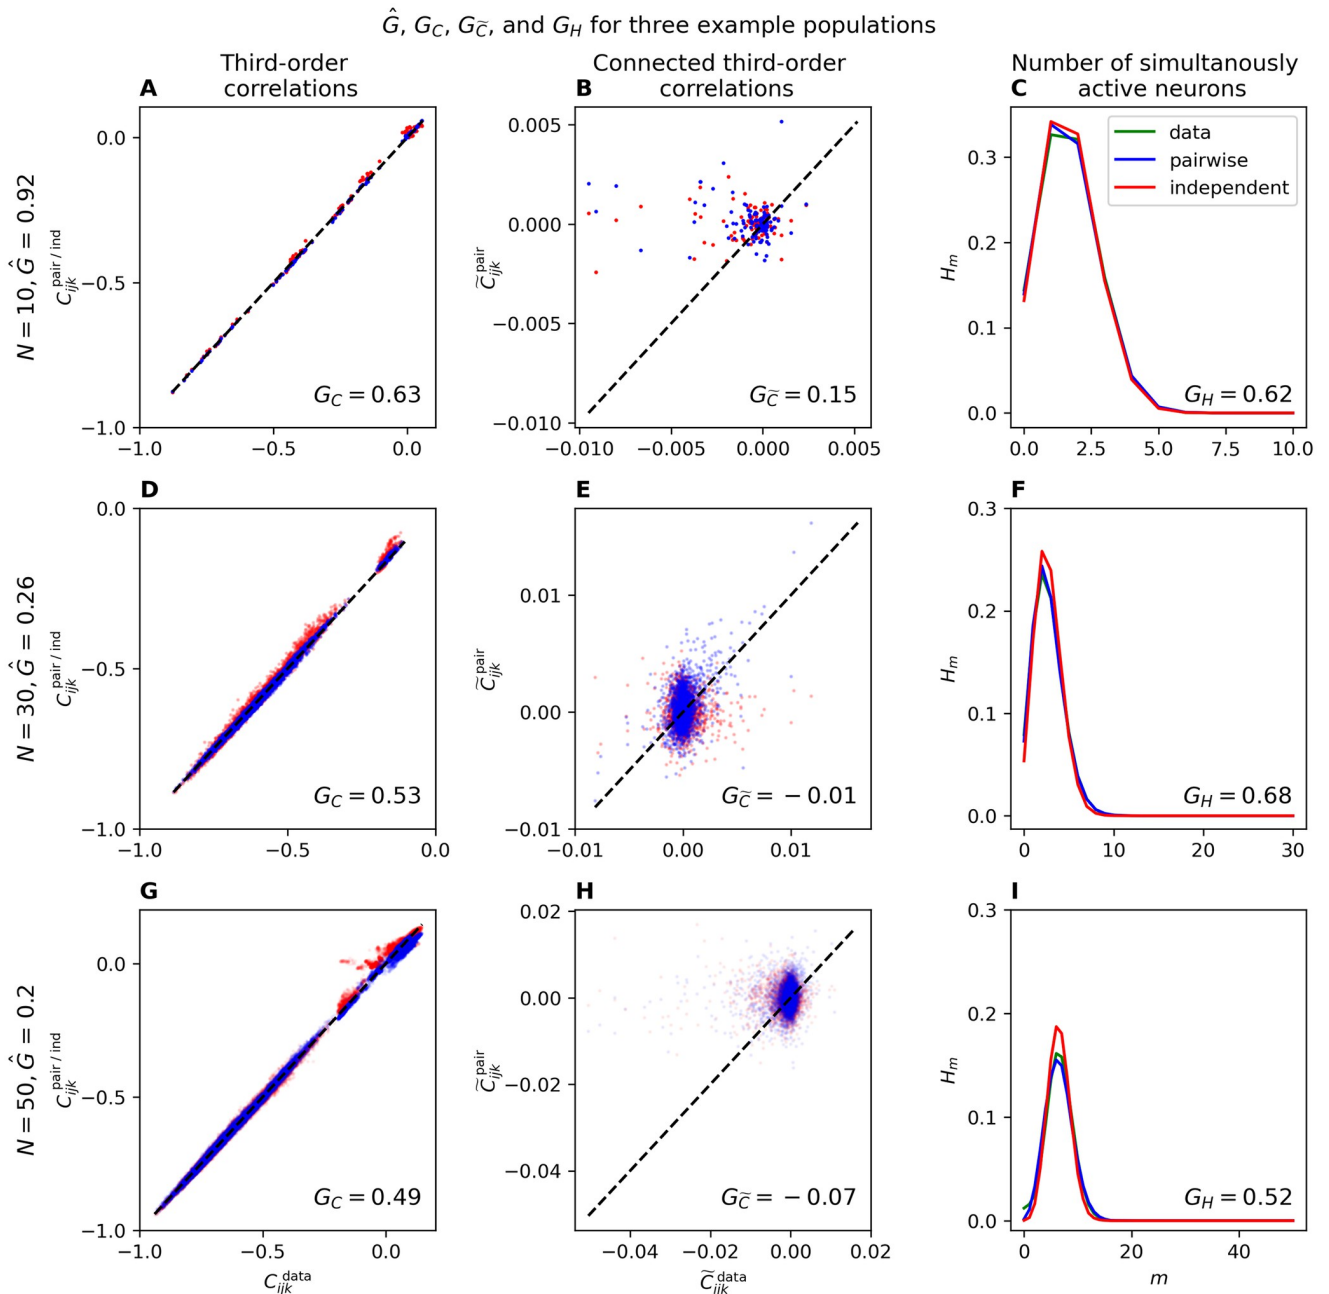 Ĝ, G_C, G_C̃, and G_H for three example populations
Third-order
correlations
Connected third-order
correlations
Number of simultanously
active neurons
A
B
C
N = 10, Ĝ = 0.92
C_ijk^pair / ind
0.0
−0.5
−1.0
−1.0
−0.5
0.0
G_C = 0.63
C̃_ijk^pair
0.005
0.000
−0.005
−0.010
−0.010
−0.005
0.000
0.005
G_C̃ = 0.15
H_m
0.3
0.2
0.1
0.0
0.0
2.5
5.0
7.5
10.0
data
pairwise
independent
G_H = 0.62
D
E
F
N = 30, Ĝ = 0.26
C_ijk^pair / ind
0.0
−0.5
−1.0
−1.0
−0.5
0.0
G_C = 0.53
C̃_ijk^pair
0.01
0.00
−0.01
−0.01
0.00
0.01
G_C̃ = −0.01
H_m
0.3
0.2
0.1
0.0
0
10
20
30
G_H = 0.68
G
H
I
N = 50, Ĝ = 0.2
C_ijk^pair / ind
0.0
−0.5
−1.0
−1.0
−0.5
0.0
G_C = 0.49
C_ijk^data
C̃_ijk^pair
0.02
0.00
−0.02
−0.04
−0.04
−0.02
0.00
0.02
G_C̃ = −0.07
C̃_ijk^data
H_m
0.3
0.2
0.1
0.0
0
20
40
G_H = 0.52
m